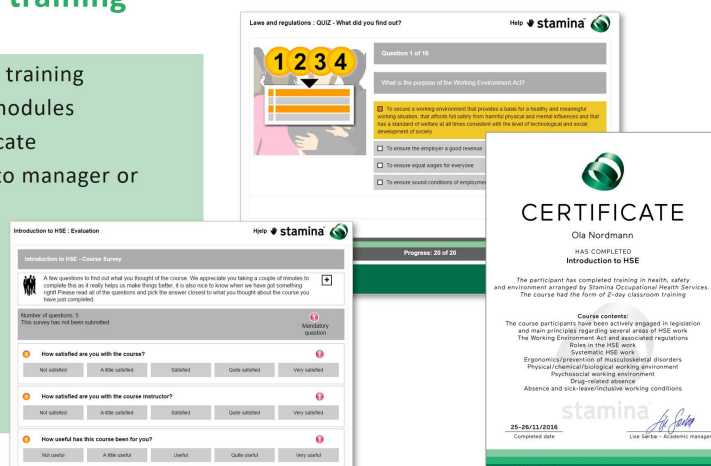 training
training
modules
cate
to manager or
Laws and regulations : QUIZ - What did you find out?
Help stamina
1 2 3 4
Question 1 of 10
What is the purpose of the Working Environment Act?
To secure a working environment that provides a basis for a healthy and meaningful
working situation, that affords full safety from harmful physical and mental influences and that
has a standard of welfare at all times consistent with the level of technological and social
development of society.
To ensure the employer a good revenue
To ensure equal wages for everyone
To ensure sound conditions of employme
Progress: 20 of 20
Introduction to HSE : Evaluation
Hjelp stamina
Introduction to HSE - Course Survey
A few questions to find out what you thought of the course. We appreciate you taking a couple of minutes to
complete this as it really helps us make things better, it is also nice to know when we have got something
right! Please read all of the questions and pick the answer closest to what you thought about the course you
have just completed.
Number of questions: 5
This survey has not been submitted
Mandatory
question
How satisfied are you with the course?
Not satisfied A little satisfied Satisfied Quite satisfied Very satisfied
How satisfied are you with the course instructor?
Not satisfied A little satisfied Satisfied Quite satisfied Very satisfied
How useful has this course been for you?
Not useful A little useful Useful Quite useful Very useful
CERTIFICATE
Ola Nordmann
HAS COMPLETED
Introduction to HSE
The participant has completed training in health, safety
and environment arranged by Stamina Occupational Health Services.
The course had the form of 2-day classroom training
Course contents:
The course participants have been actively engaged in legislation
and main principles regarding several areas of HSE work
The Working Environment Act and associated regulations
Roles in the HSE work
Systematic HSE work
Ergonomics/prevention of musculoskeletal disorders
Physical/chemical/biological working environment
Psychosocial working environment
Drug-related absence
Absence and sick-leave/inclusive working conditions
stamina
25-26/11/2016
Completed date
Lise Sørbø - Academic manager